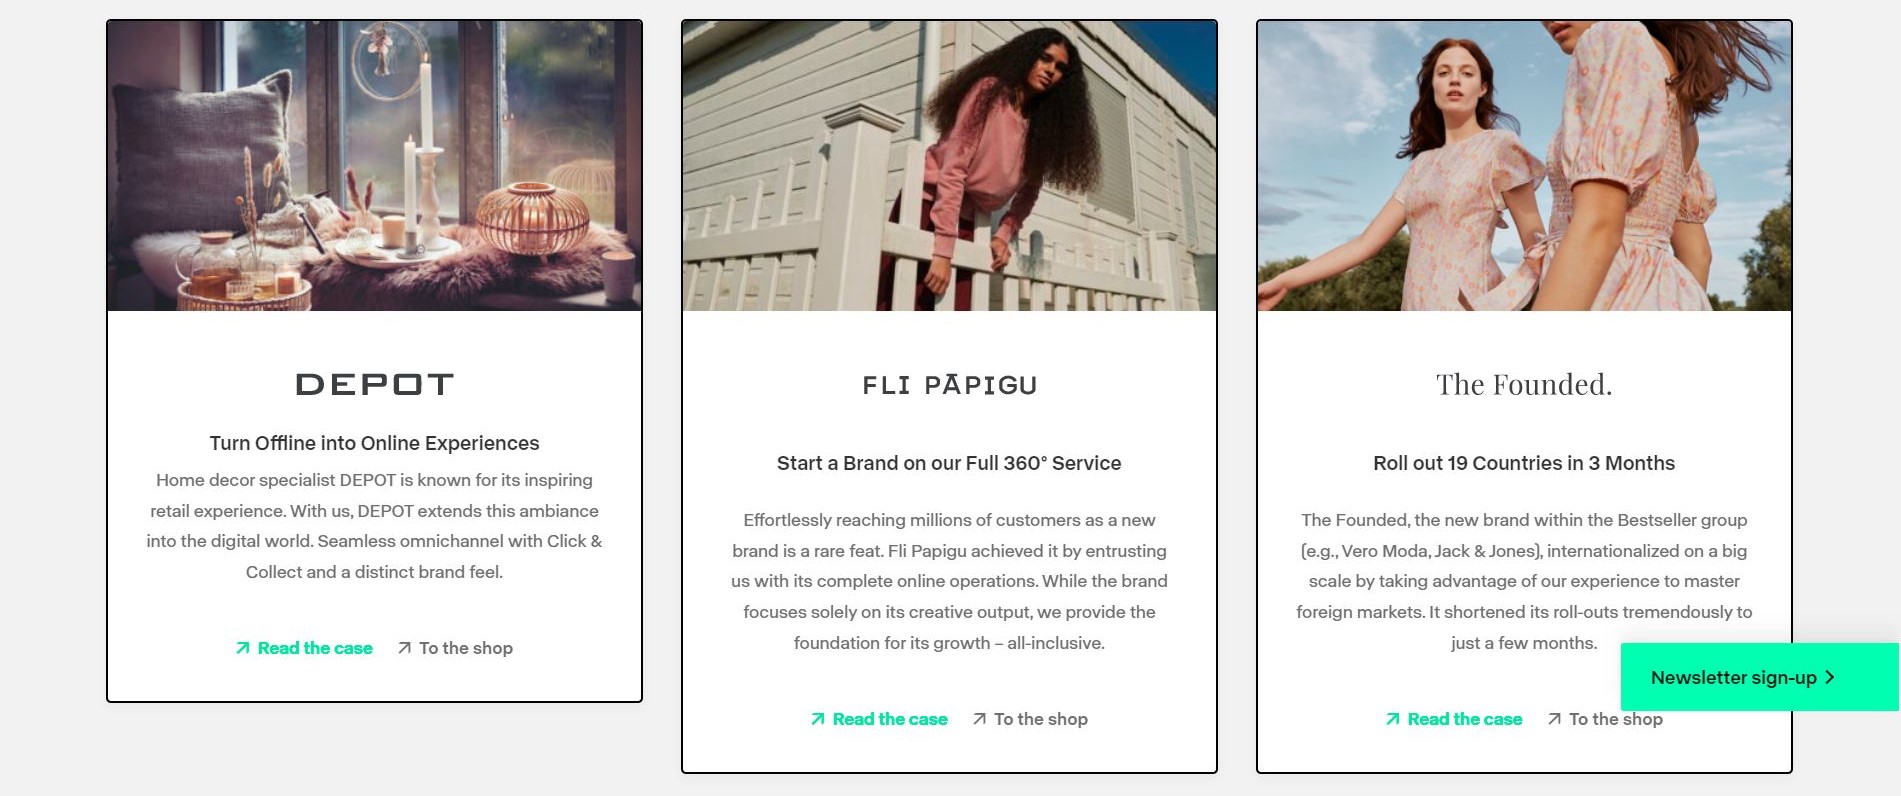 DEPOT
Turn Offline into Online Experiences
Home decor specialist DEPOT is known for its inspiring
retail experience. With us, DEPOT extends this ambiance
into the digital world. Seamless omnichannel with Click &
Collect and a distinct brand feel.
Read the case
To the shop
FLI PĀPIGU
Start a Brand on our Full 360° Service
Effortlessly reaching millions of customers as a new
brand is a rare feat. Fli Papigu achieved it by entrusting
us with its complete online operations. While the brand
focuses solely on its creative output, we provide the
foundation for its growth – all-inclusive.
Read the case
To the shop
The Founded.
Roll out 19 Countries in 3 Months
The Founded, the new brand within the Bestseller group
(e.g., Vero Moda, Jack & Jones), internationalized on a big
scale by taking advantage of our experience to master
foreign markets. It shortened its roll-outs tremendously to
just a few months.
Read the case
To the shop
Newsletter sign-up